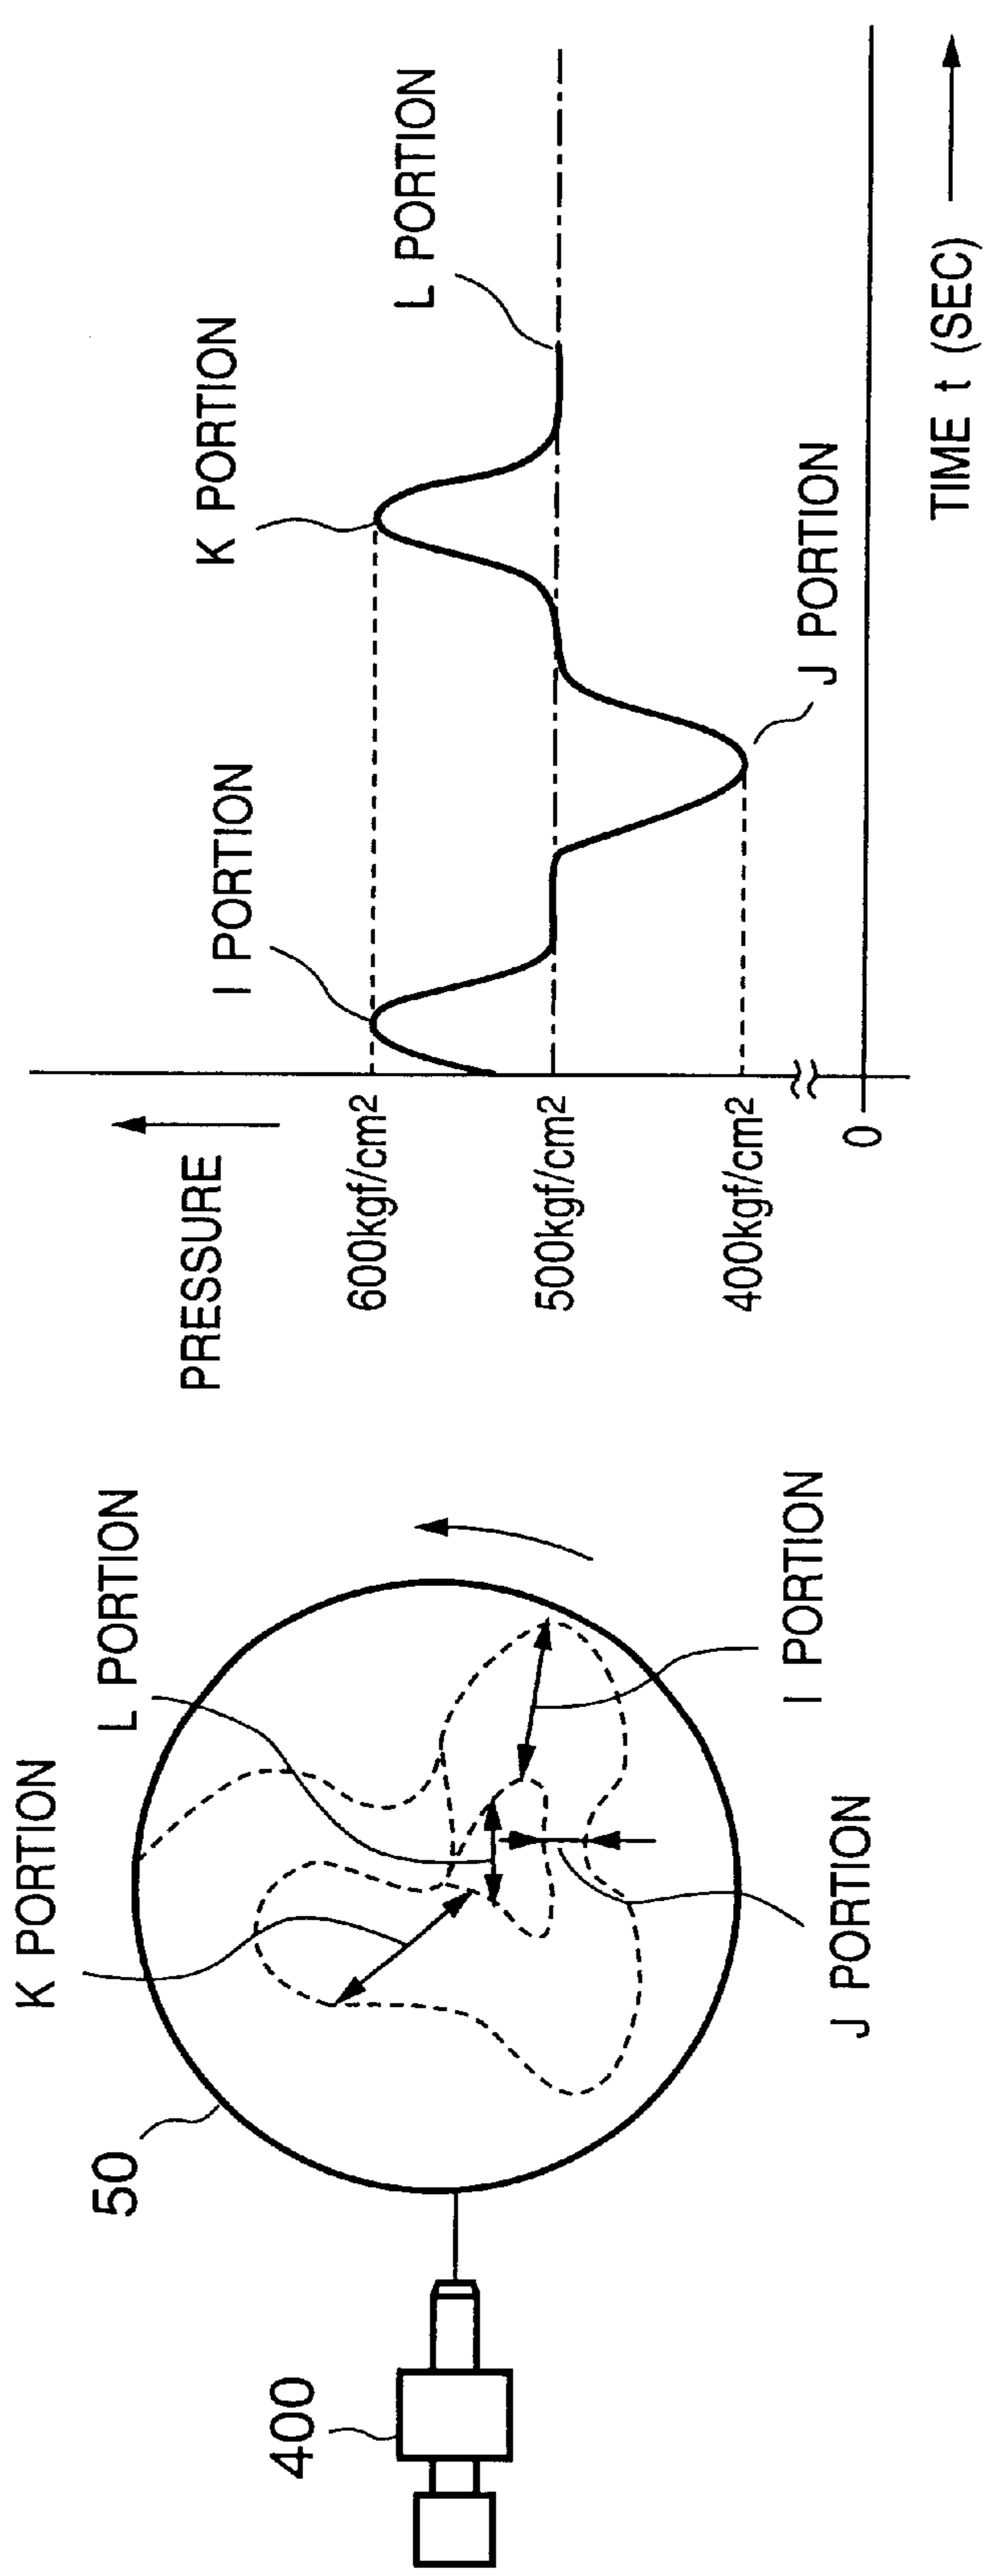 400
50
K PORTION
L PORTION
J PORTION
I PORTION
PRESSURE
600kgf/cm²
500kgf/cm²
400kgf/cm²
0
I PORTION
K PORTION
L PORTION
J PORTION
TIME t (SEC)